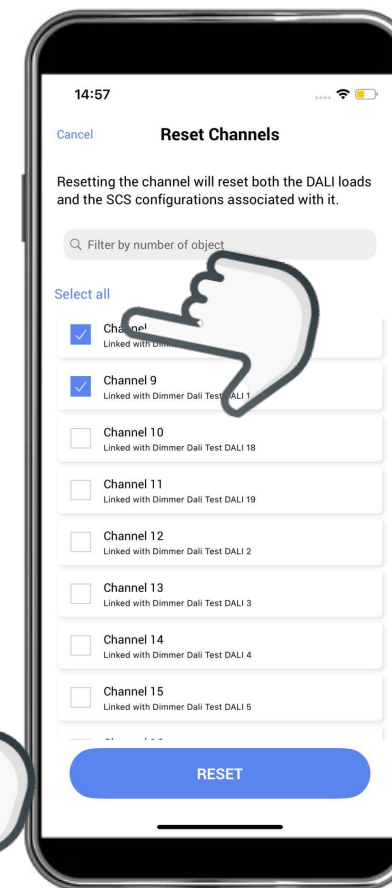 14:57
Cancel
Reset Channels
Resetting the channel will reset both the DALI loads
and the SCS configurations associated with it.
Filter by number of object
Select all
Linked with
Channel 9
Linked with Dimmer Dali Test DALI 1
Channel 10
Linked with Dimmer Dali Test DALI 18
Channel 11
Linked with Dimmer Dali Test DALI 19
Channel 12
Linked with Dimmer Dali Test DALI 2
Channel 13
Linked with Dimmer Dali Test DALI 3
Channel 14
Linked with Dimmer Dali Test DALI 4
Channel 15
Linked with Dimmer Dali Test DALI 5
RESET